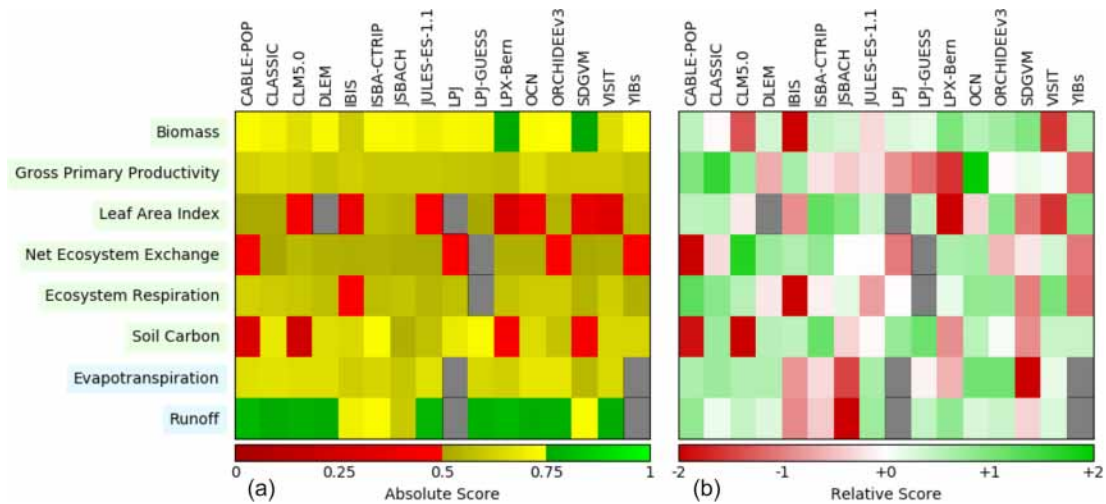 CABLE-POP CLASSIC CLM5.0 DLEM IBIS ISBA-CTRIP JSBACH JULES-ES-1.1 LPJ LPJ-GUESS LPX-Bern OCN ORCHIDEEv3 SDGVM VISIT YIBs
CABLE-POP CLASSIC CLM5.0 DLEM IBIS ISBA-CTRIP JSBACH JULES-ES-1.1 LPJ LPJ-GUESS LPX-Bern OCN ORCHIDEEv3 SDGVM VISIT YIBs
Biomass
Gross Primary Productivity
Leaf Area Index
Net Ecosystem Exchange
Ecosystem Respiration
Soil Carbon
Evapotranspiration
Runoff
0 0.25 0.5 0.75 1
(a) Absolute Score
-2 -1 +0 +1 +2
(b) Relative Score